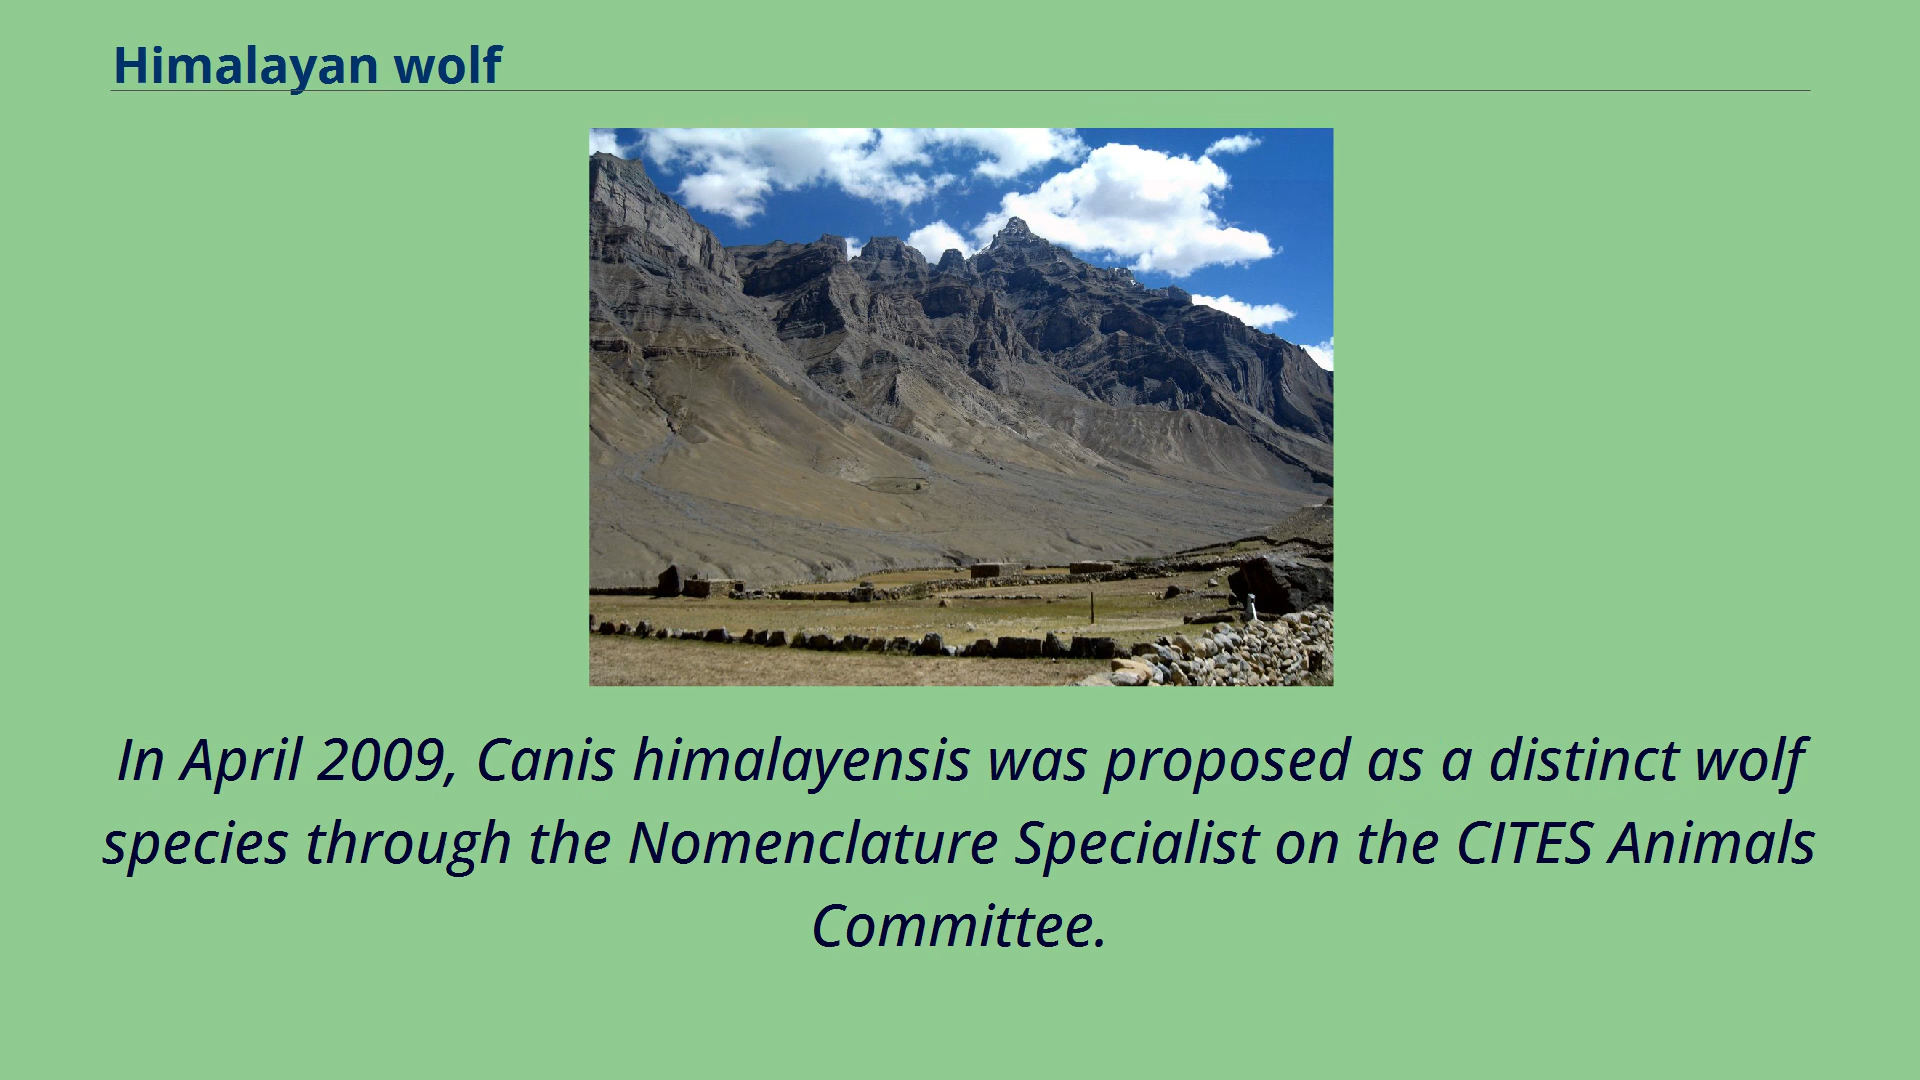 Himalayan wolf
In April 2009, Canis himalayensis was proposed as a distinct wolf
species through the Nomenclature Specialist on the CITES Animals
Committee.